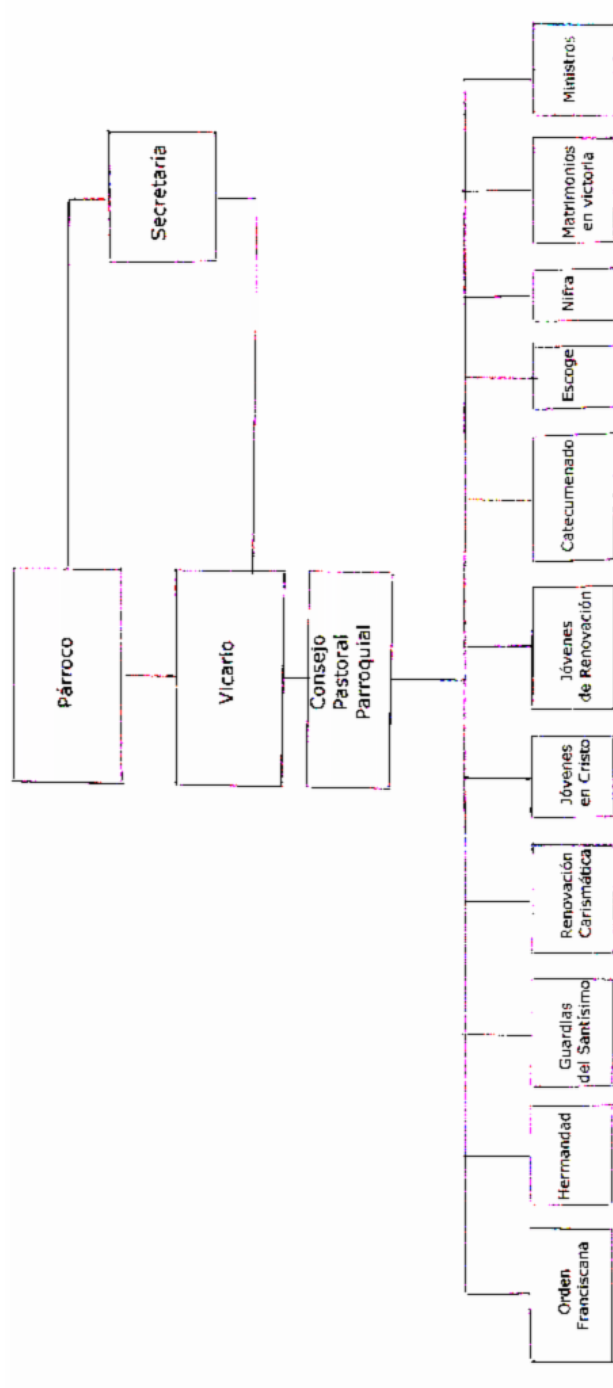 Párroco
Secretaria
Vicario
Consejo
Pastoral
Parroquial
Orden
Franciscana
Hermandad
Guardias
del Santísimo
Renovación
Carismática
Jóvenes
en Cristo
Jóvenes
de Renovación
Catecumenado
Escoge
Nifra
Matrimonios
en victoria
Ministros